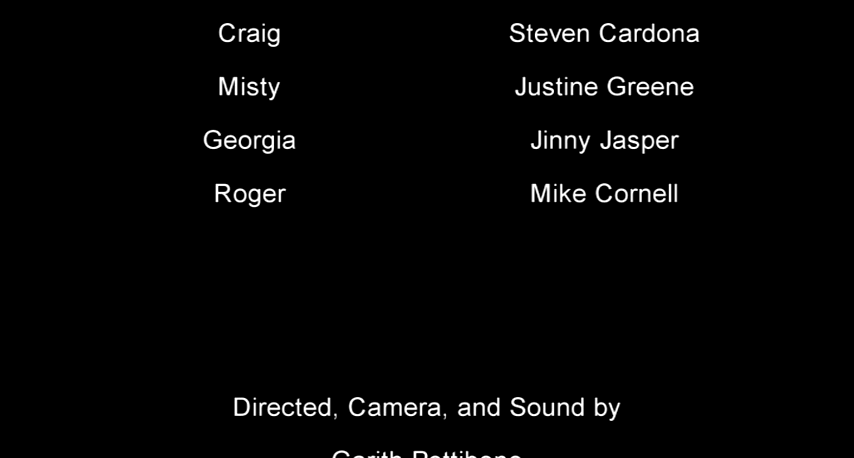 Craig Steven Cardona
Misty Justine Greene
Georgia Jinny Jasper
Roger Mike Cornell
Directed, Camera, and Sound by